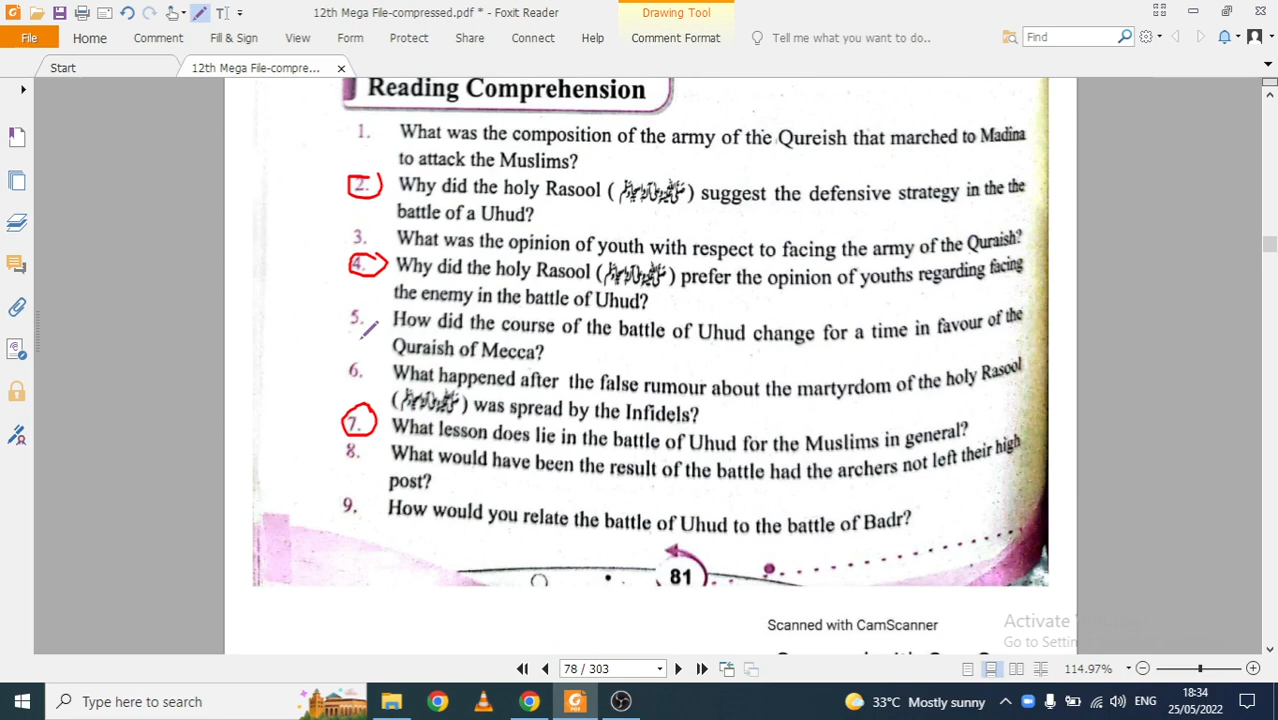 12th Mega File-compressed.pdf * - Foxit Reader
Drawing Tool
File Home Comment Fill & Sign View Form Protect Share Connect Help Comment Format Tell me what you want to do.. Find
Start 12th Mega File-compre...
Reading Comprehension
1. What was the composition of the army of the Qureish that marched to Madina
to attack the Muslims?
2. Why did the holy Rasool ( ) suggest the defensive strategy in the the
battle of a Uhud?
3. What was the opinion of youth with respect to facing the army of the Quraish?
4. Why did the holy Rasool ( ) prefer the opinion of youths regarding facing
the enemy in the battle of Uhud?
5. How did the course of the battle of Uhud change for a time in favour of the
Quraish of Mecca?
6. What happened after the false rumour about the martyrdom of the holy Rasool
( ) was spread by the Infidels?
7. What lesson does lie in the battle of Uhud for the Muslims in general?
8. What would have been the result of the battle had the archers not left their high
post?
9. How would you relate the battle of Uhud to the battle of Badr?
81
Scanned with CamScanner
Activate
Go to Settin
78 / 303
114.97%
Type here to search
33°C Mostly sunny
ENG
18:34
25/05/2022